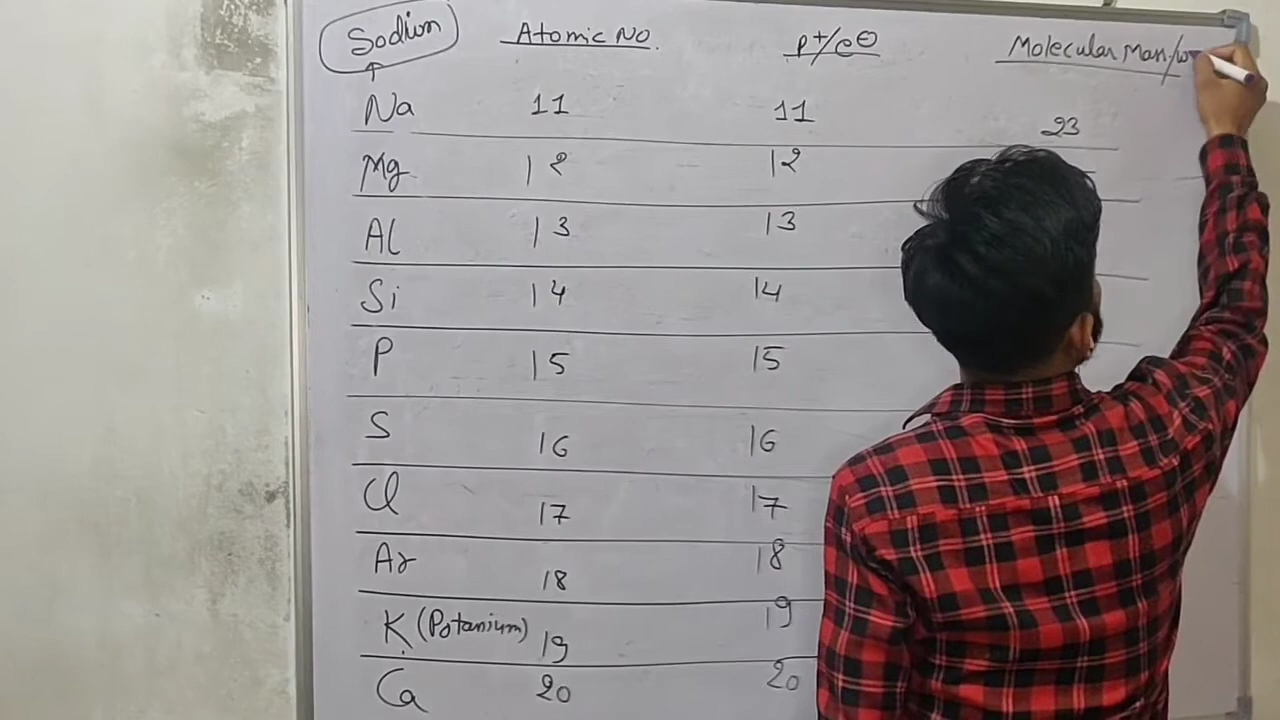 Sodium Atomic No. p+/e⊖ Molecular Mass/w
Na 11 11 23
Mg 12 12
Al 13 13
Si 14 14
P 15 15
S 16 16
Cl 17 17
Ar 18 18
K (Potassium) 19 19
Ca 20 20